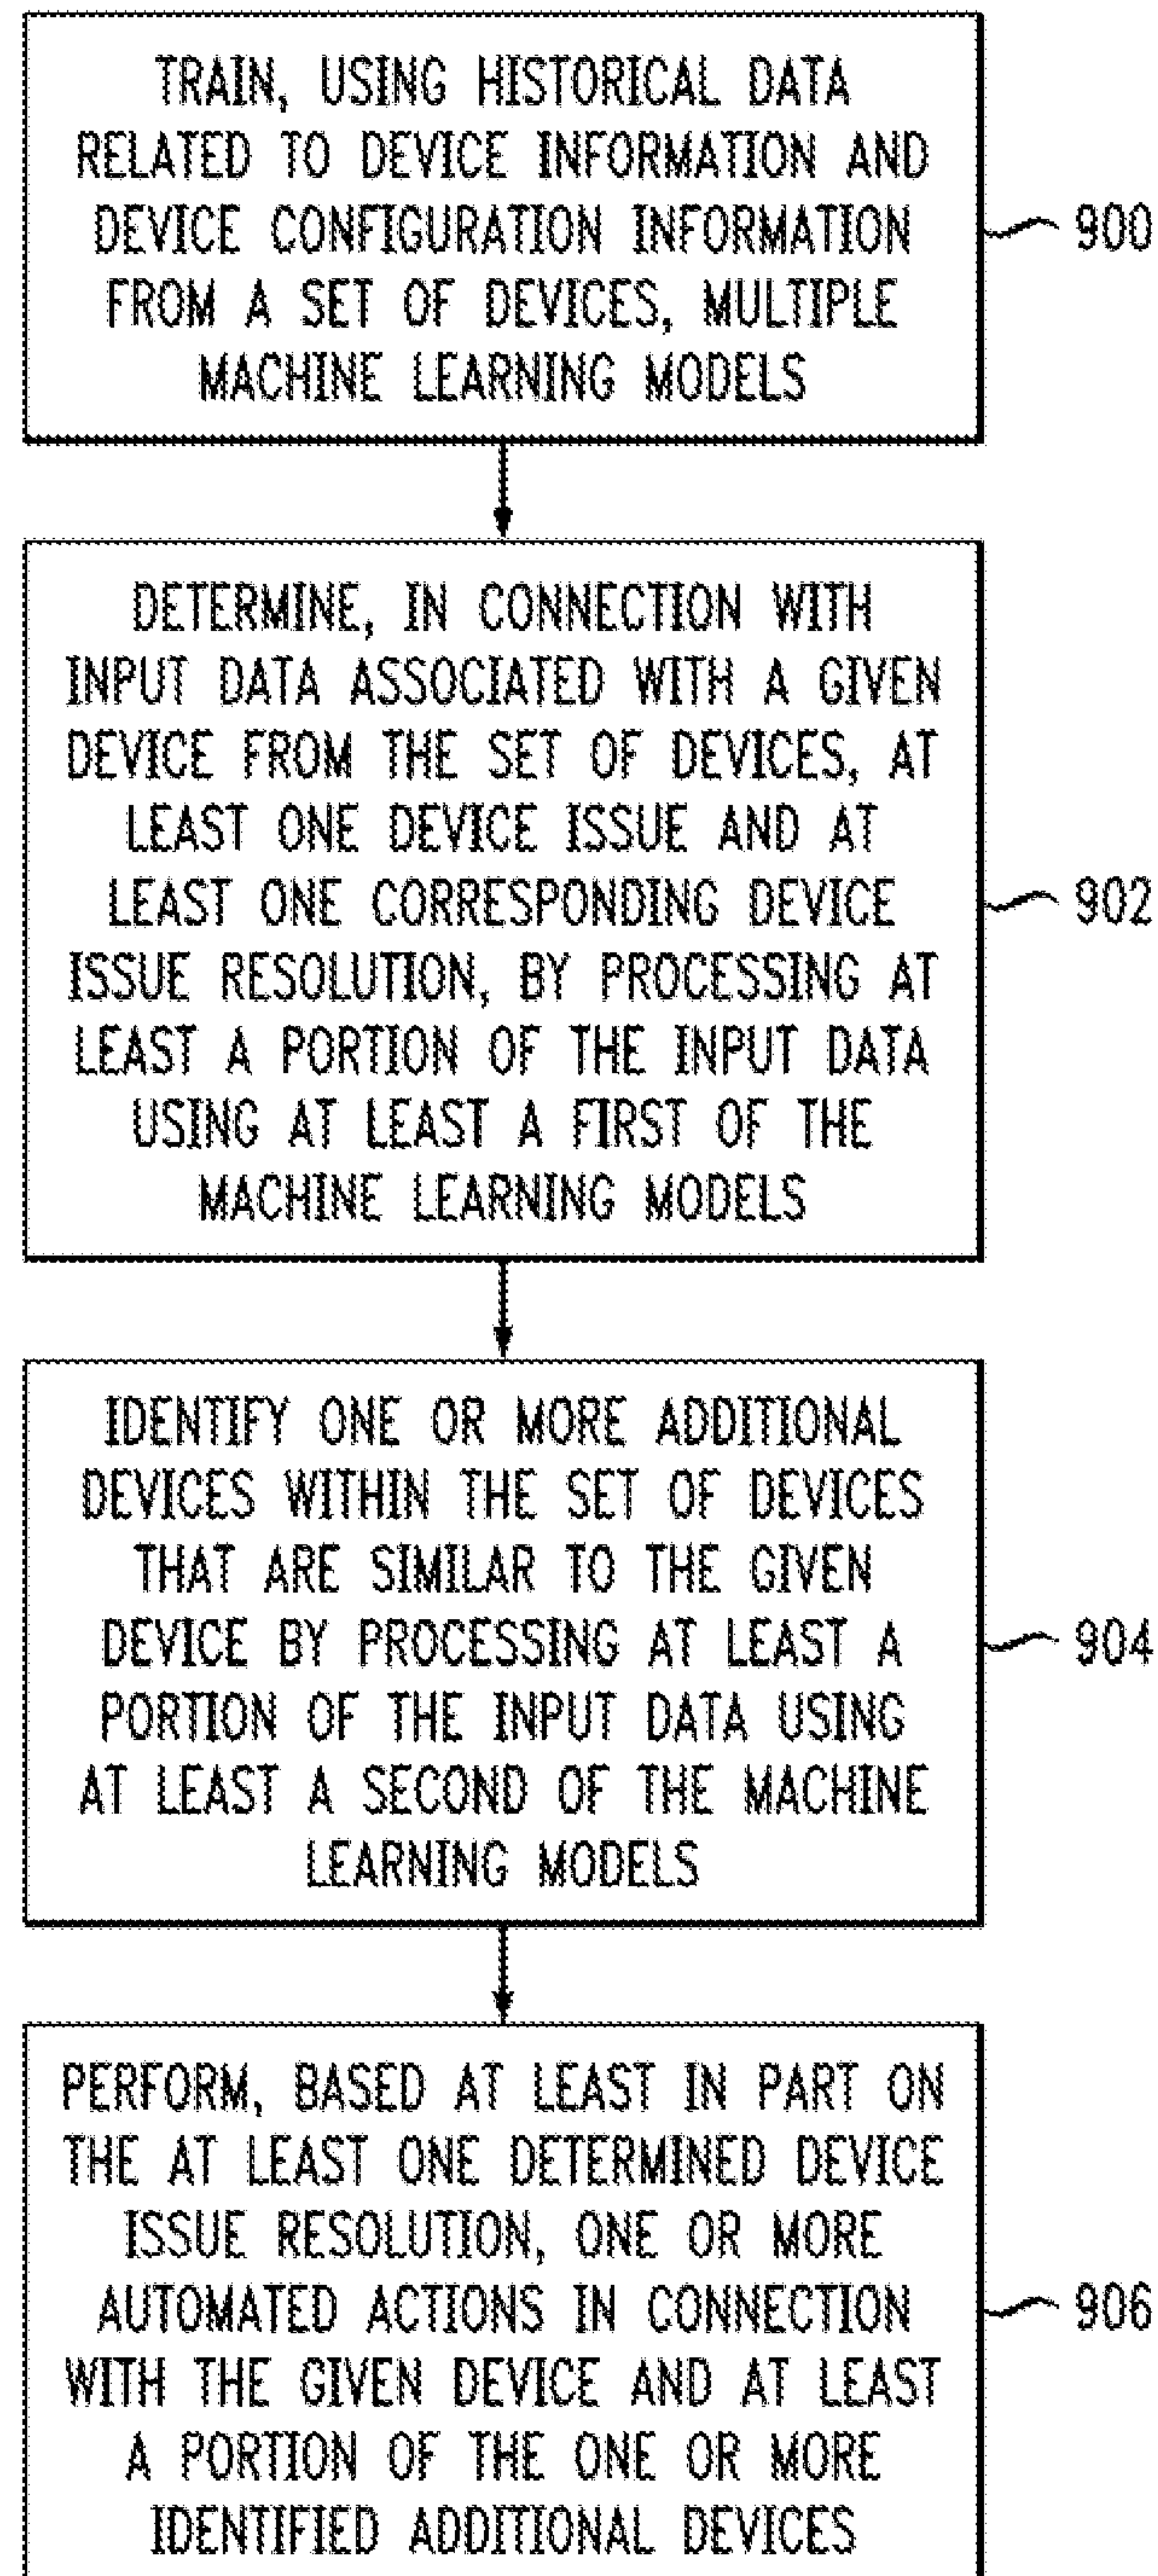 TRAIN, USING HISTORICAL DATA
RELATED TO DEVICE INFORMATION AND
DEVICE CONFIGURATION INFORMATION
FROM A SET OF DEVICES, MULTIPLE
MACHINE LEARNING MODELS
900
DETERMINE, IN CONNECTION WITH
INPUT DATA ASSOCIATED WITH A GIVEN
DEVICE FROM THE SET OF DEVICES, AT
LEAST ONE DEVICE ISSUE AND AT
LEAST ONE CORRESPONDING DEVICE
ISSUE RESOLUTION, BY PROCESSING AT
LEAST A PORTION OF THE INPUT DATA
USING AT LEAST A FIRST OF THE
MACHINE LEARNING MODELS
902
IDENTIFY ONE OR MORE ADDITIONAL
DEVICES WITHIN THE SET OF DEVICES
THAT ARE SIMILAR TO THE GIVEN
DEVICE BY PROCESSING AT LEAST A
PORTION OF THE INPUT DATA USING
AT LEAST A SECOND OF THE MACHINE
LEARNING MODELS
904
PERFORM, BASED AT LEAST IN PART ON
THE AT LEAST ONE DETERMINED DEVICE
ISSUE RESOLUTION, ONE OR MORE
AUTOMATED ACTIONS IN CONNECTION
WITH THE GIVEN DEVICE AND AT LEAST
A PORTION OF THE ONE OR MORE
IDENTIFIED ADDITIONAL DEVICES
906